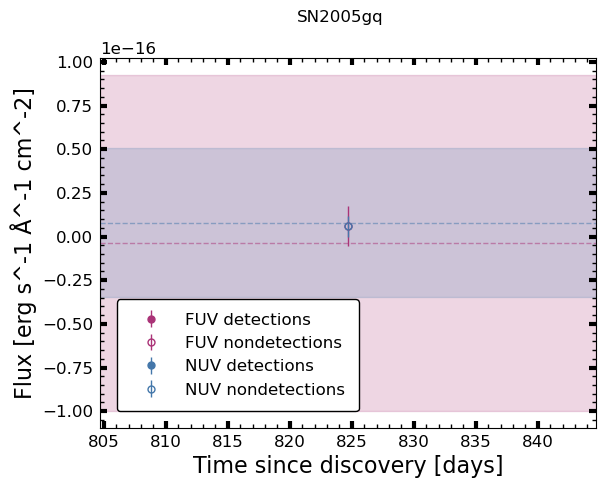 SN2005gq
1e−16
1.00
0.75
0.50
0.25
0.00
−0.25
−0.50
−0.75
−1.00
Flux [erg s^-1 Å^-1 cm^-2]
FUV detections
FUV nondetections
NUV detections
NUV nondetections
805 810 815 820 825 830 835 840
Time since discovery [days]